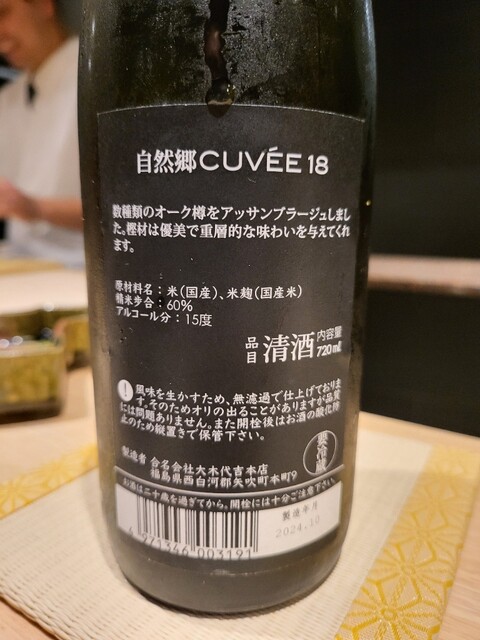 自然郷CUVÉE 18
数種類のオーク樽をアッサンブラージュしまし
た。樫材は優美で重層的な味わいを与えてくれ
ます。
原材料名：米(国産)、米麹(国産米)
精米歩合：60%
アルコール分：15度
品目 清酒 内容量 720mL
風味を生かすため、無濾過で仕上げておりま
す。そのためオリの出ることがありますが品質
には問題ありません。また開栓後はお酒の酸化防
止のため縦置きで保管下さい。
要冷蔵
製造者 合名会社大木代吉本店
福島県西白河郡矢吹町本町9
お酒は二十歳を過ぎてから。開栓には十分ご注意下さい。
製造年月
2024.10
4 971346 003191